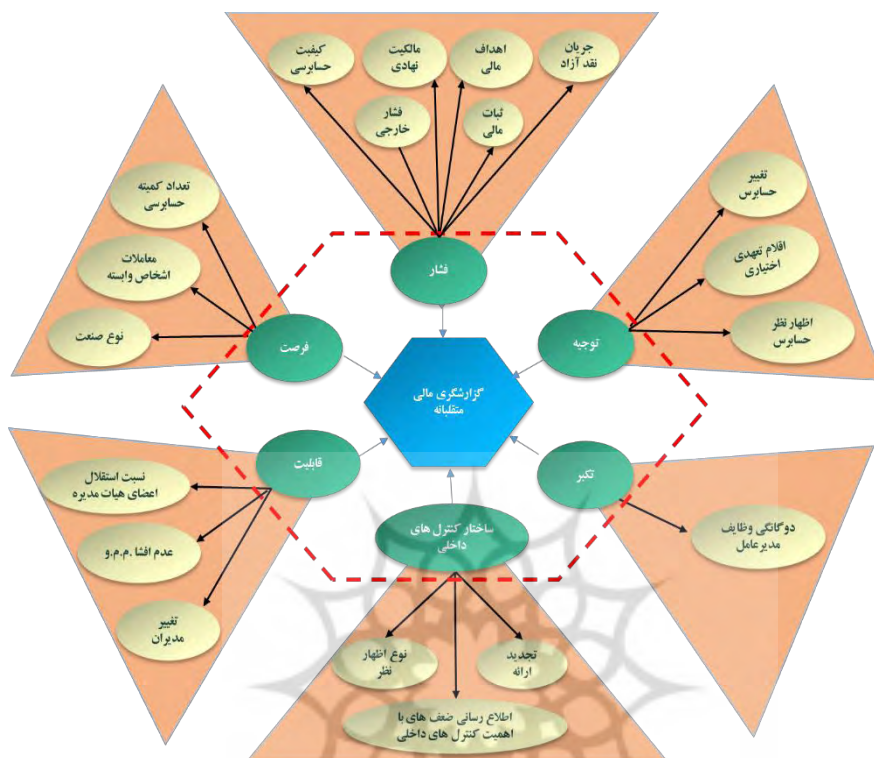 کیفیت
حسابرسی
مالکیت
نهادی
اهداف
مالی
جریان
نقد آزاد
فشار
خارجی
ثبات
مالی
فشار
تغییر
حسابرس
اقلام تعهدی
اختیاری
اظهار نظر
حسابرس
توجیه
تعداد کمیته
حسابرسی
معاملات
اشخاص وابسته
نوع صنعت
فرصت
گزارشگری مالی
متقلبانه
قابلیت
نسبت استقلال
اعضای هیات مدیره
عدم افشا م.م.و.
تغییر
مدیران
تکبر
دوگانگی وظایف
مدیرعامل
ساختار کنترل های
داخلی
نوع اظهار
نظر
تجدید
ارائه
اطلاع رسانی ضعف های با
اهمیت کنترل های داخلی